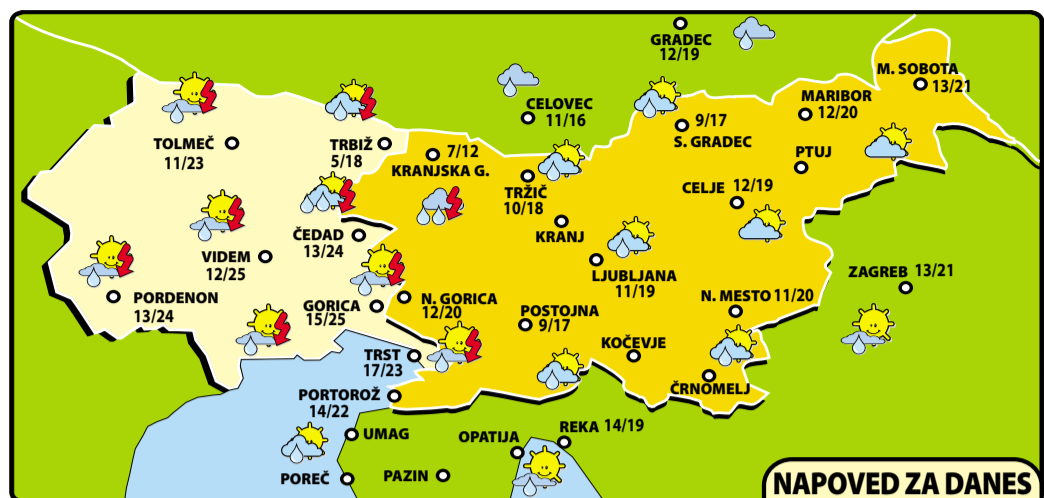 GRADEC
12/19
M. SOBOTA
13/21
CELOVEC
11/16
MARIBOR
12/20
9/17
S. GRADEC
TOLMEČ
11/23
TRBIŽ
5/18
7/12
KRANJSKA G.
PTUJ
TRŽIČ
10/18
CELJE 12/19
KRANJ
ČEDAD
13/24
VIDEM
12/25
LJUBLJANA
11/19
ZAGREB 13/21
PORDENON
13/24
GORICA
15/25
N. GORICA
12/20
POSTOJNA
9/17
N. MESTO 11/20
KOČEVJE
TRST
17/23
ČRNOMELJ
PORTOROŽ
14/22
UMAG
OPATIJA
REKA 14/19
POREČ
PAZIN
NAPOVED ZA DANES